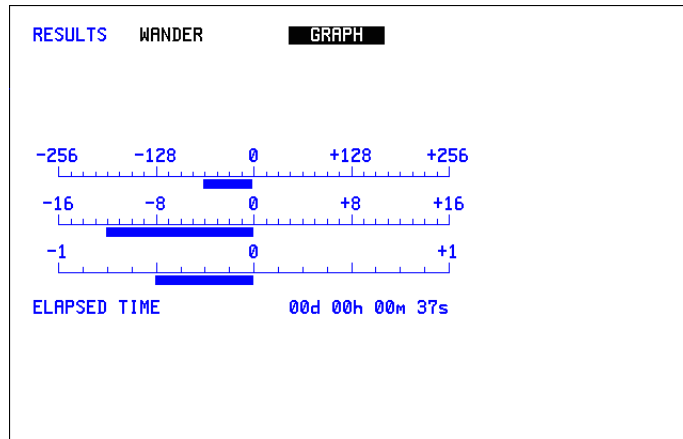 RESULTS WANDER GRAPH
-256 -128 0 +128 +256
-16 -8 0 +8 +16
-1 0 +1
ELAPSED TIME 00d 00h 00m 37s